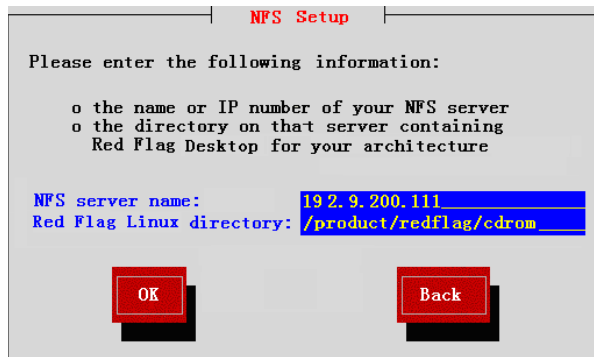 NFS Setup
Please enter the following information:
o the name or IP number of your NFS server
o the directory on that server containing
Red Flag Desktop for your architecture
NFS server name: 192.9.200.111
Red Flag Linux directory: /product/redflag/cdrom
OK Back